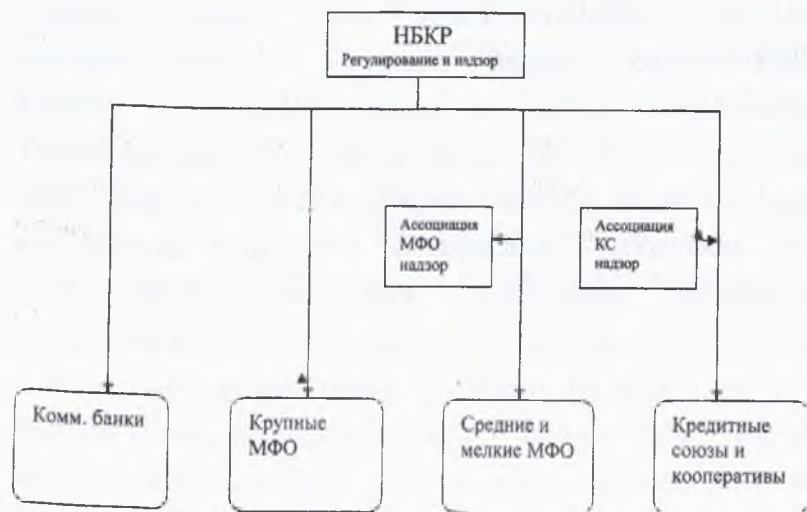 НБКР
Регулирование и надзор
Ассоциация
МФО
надзор
Ассоциация
КС
надзор
Комм. банки
Крупные
МФО
Средние и
мелкие МФО
Кредитные
союзы и
кооперативы